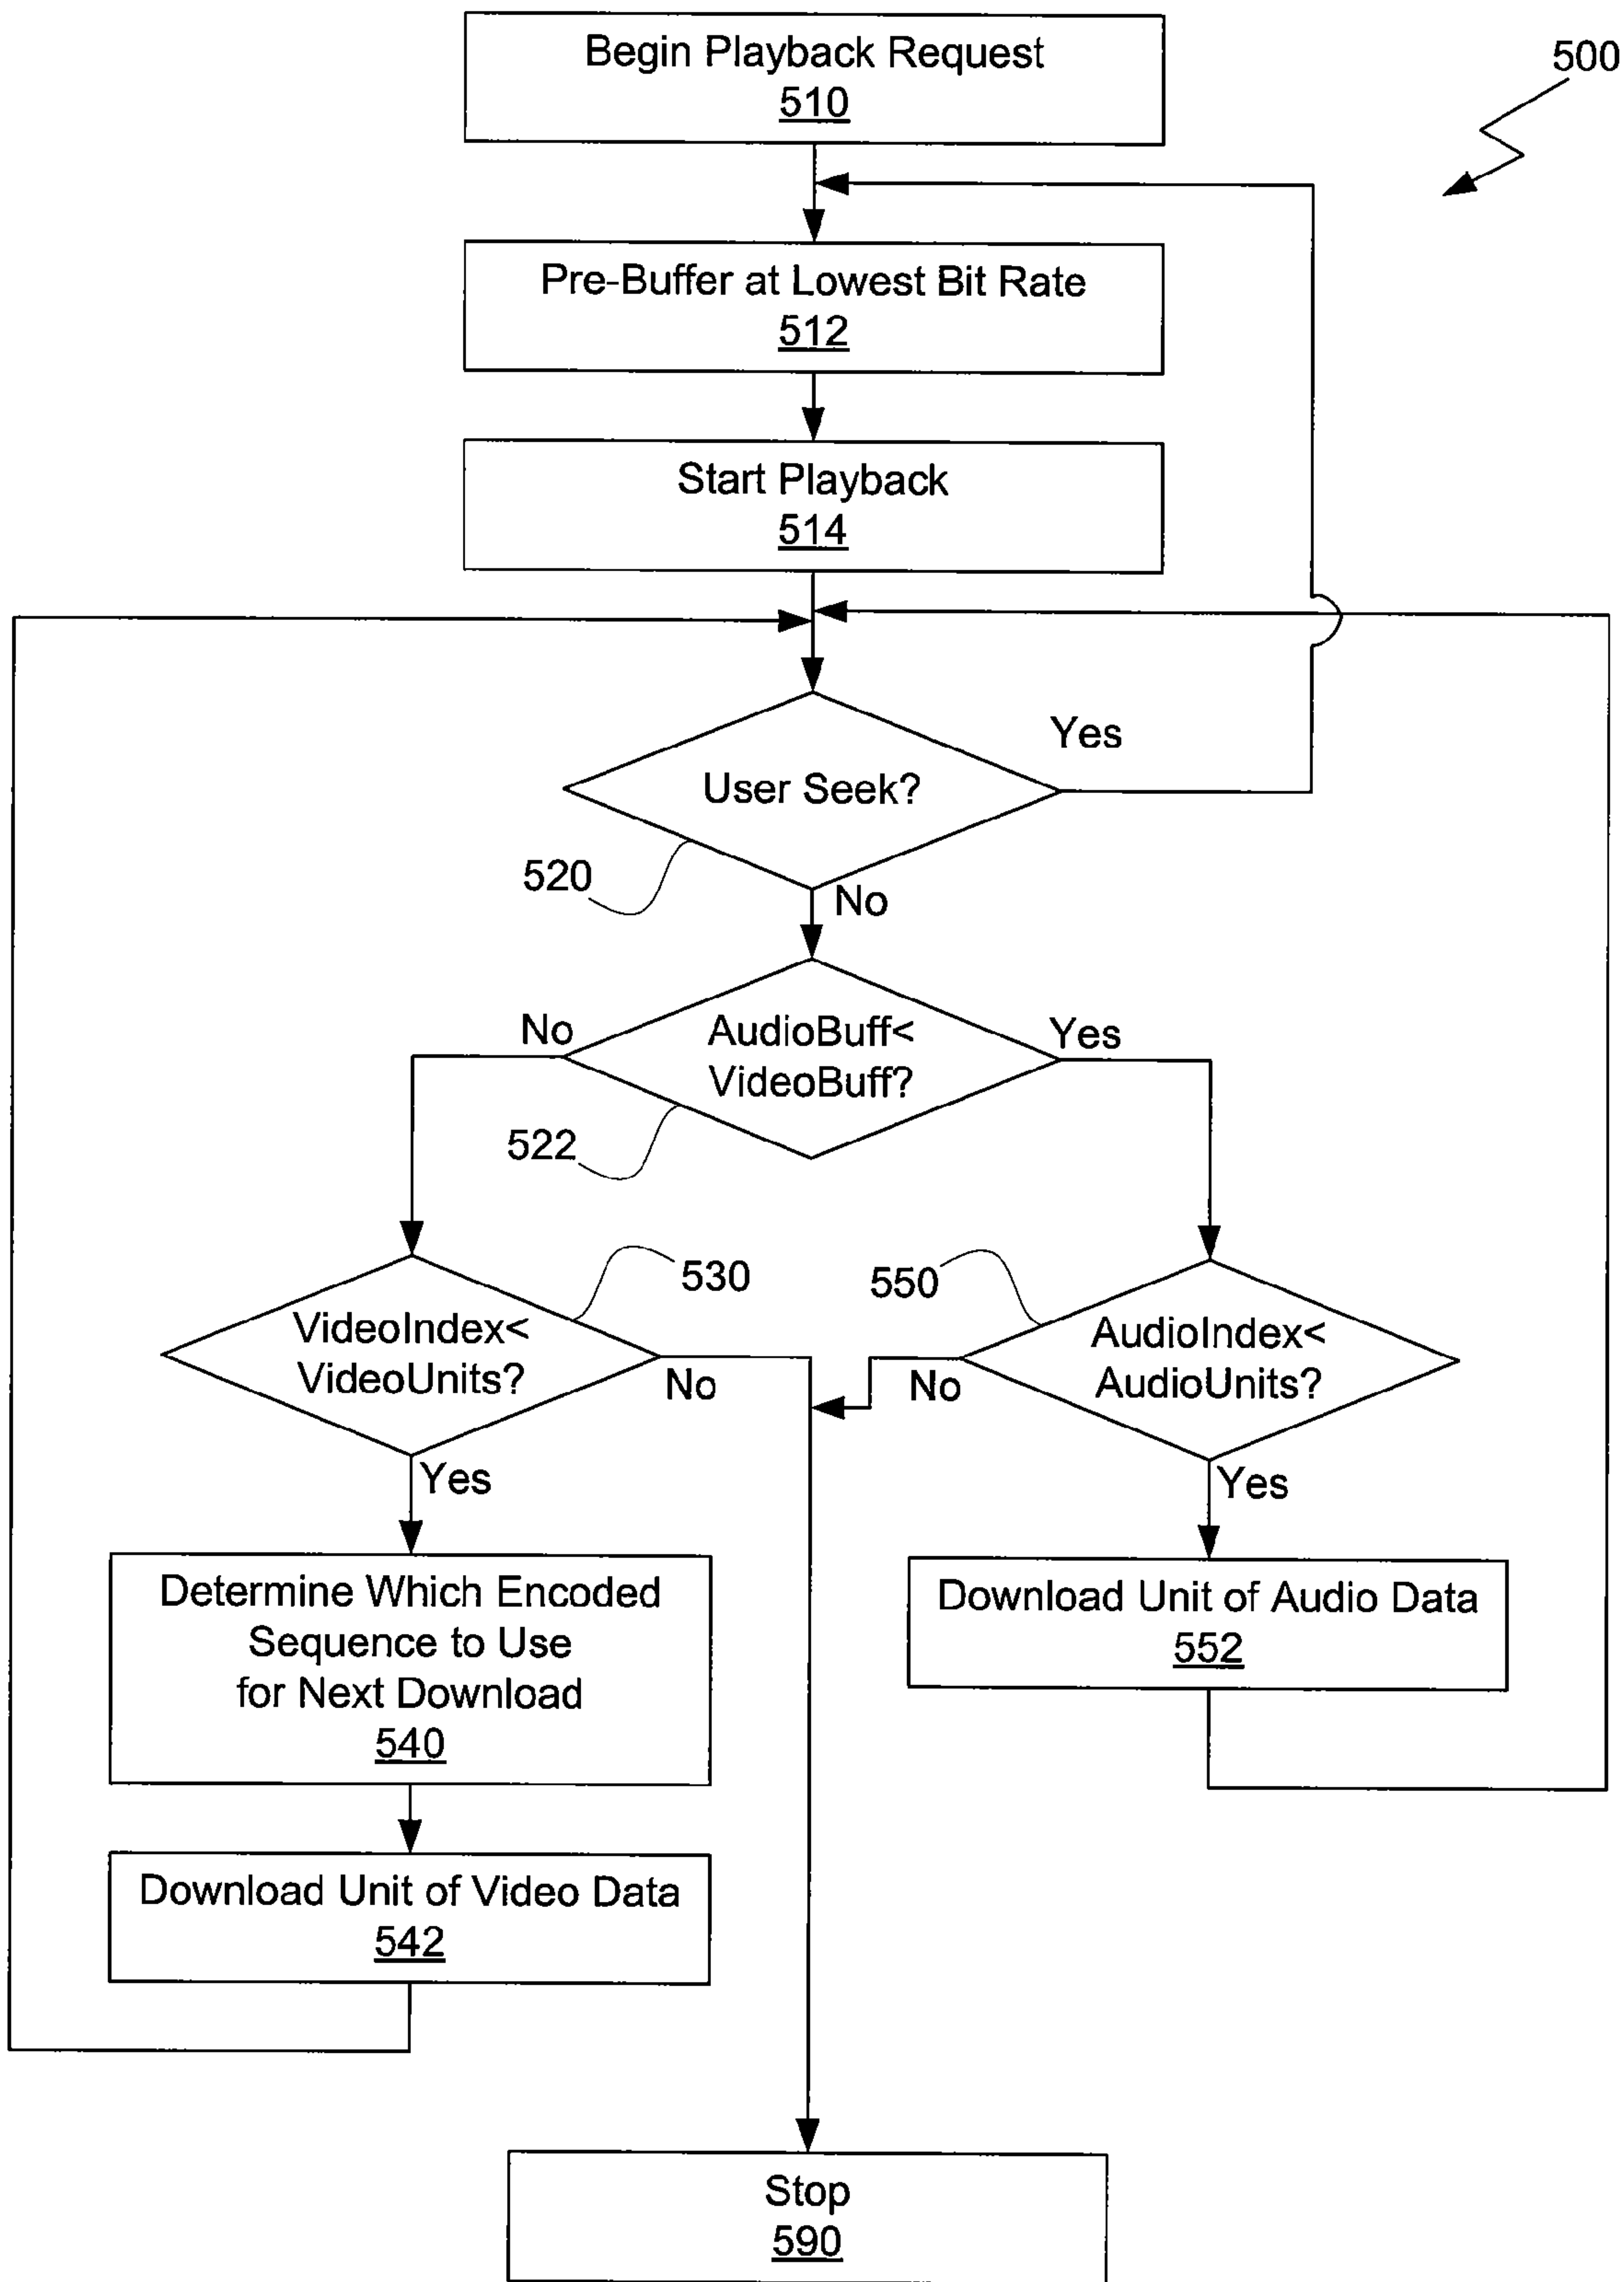 Begin Playback Request
510
500
Pre-Buffer at Lowest Bit Rate
512
Start Playback
514
User Seek?
Yes
520
No
AudioBuff<
VideoBuff?
No
Yes
522
VideoIndex<
VideoUnits?
530
No
Yes
550
AudioIndex<
AudioUnits?
No
Yes
Determine Which Encoded
Sequence to Use
for Next Download
540
Download Unit of Audio Data
552
Download Unit of Video Data
542
Stop
590